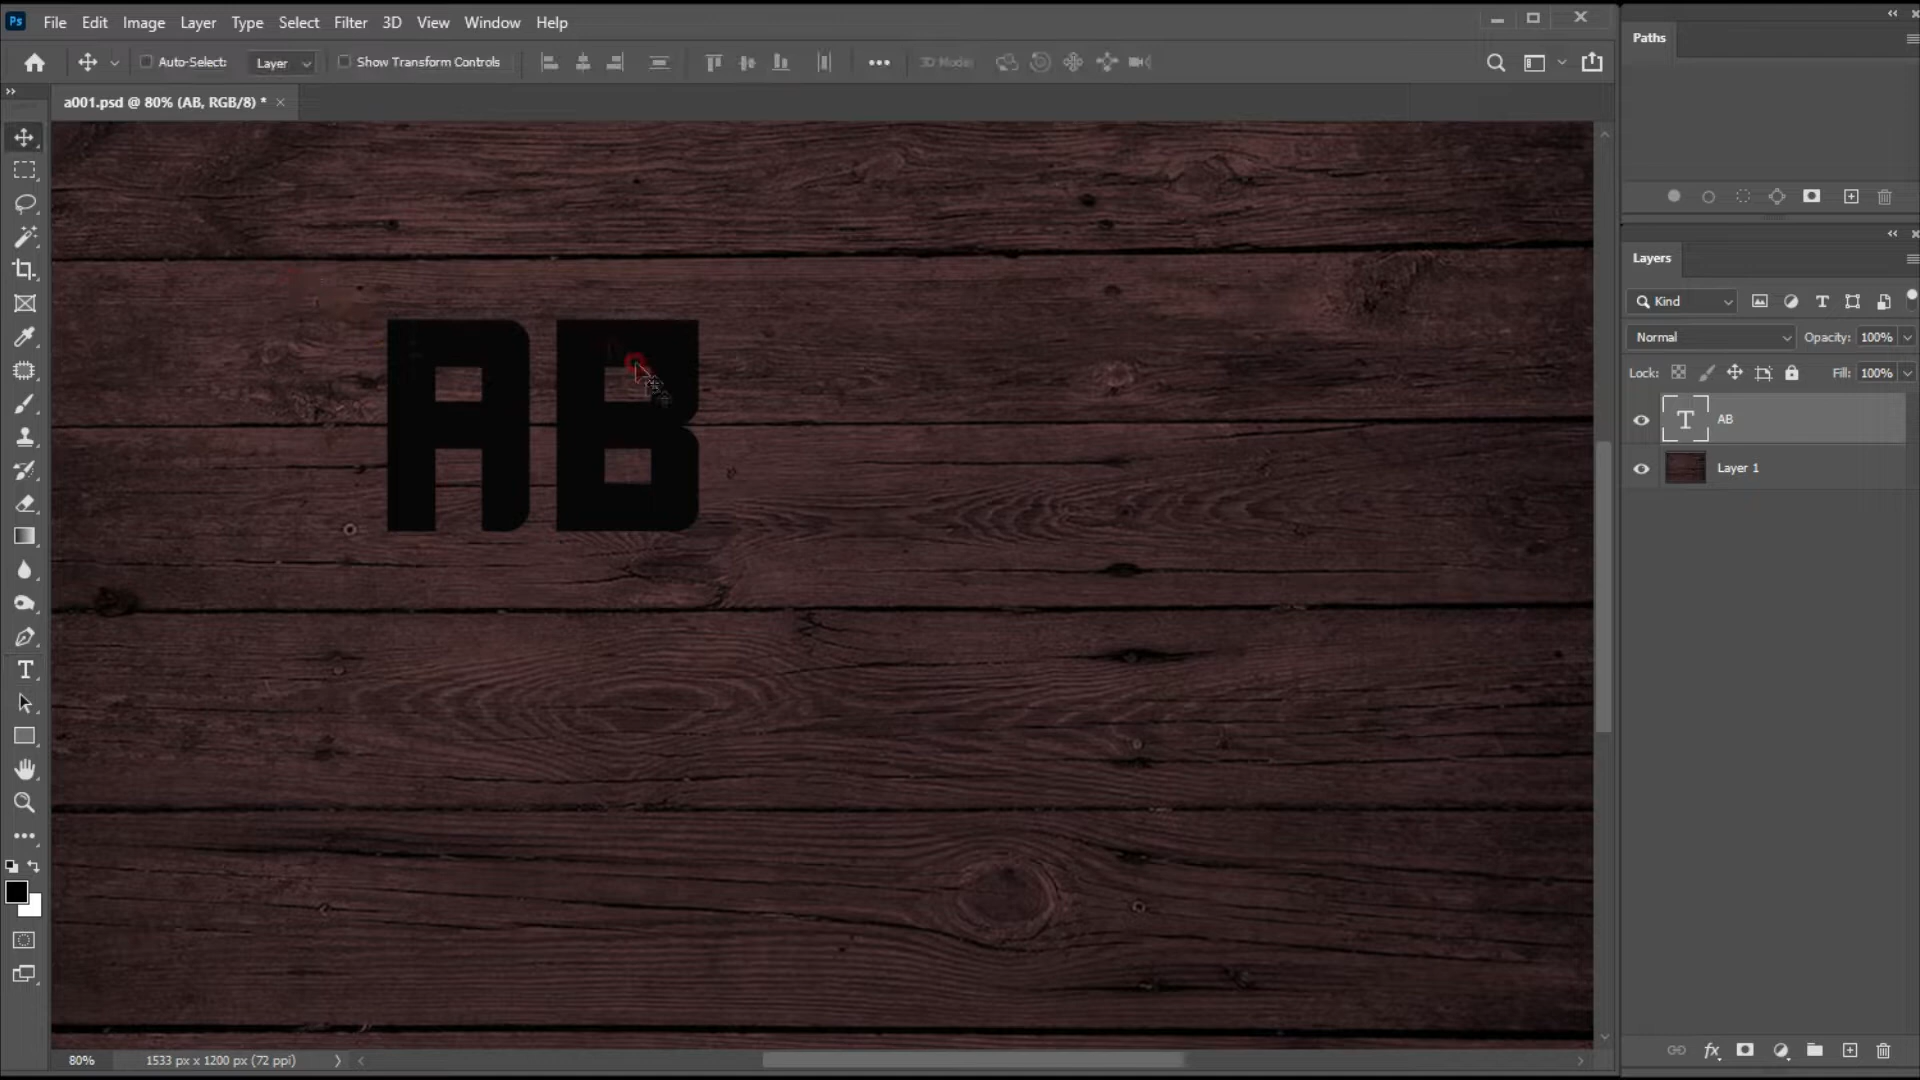 Ps File Edit Image Layer Type Select Filter 3D View Window Help
Auto-Select: Layer Show Transform Controls 3D Mode:
a001.psd @ 80% (AB, RGB/8) *
Paths
Layers
Kind
Normal Opacity: 100%
Lock: Fill: 100%
T AB
Layer 1
AB
80% 1533 px x 1200 px (72 ppi)